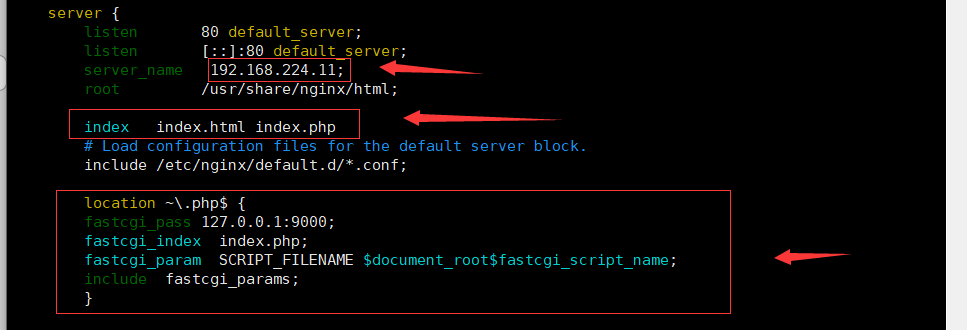 server {
listen 80 default_server;
listen [::]:80 default_server;
server_name 192.168.224.11;
root /usr/share/nginx/html;
index index.html index.php
# Load configuration files for the default server block.
include /etc/nginx/default.d/*.conf;
location ~\.php$ {
fastcgi_pass 127.0.0.1:9000;
fastcgi_index index.php;
fastcgi_param SCRIPT_FILENAME $document_root$fastcgi_script_name;
include fastcgi_params;
}